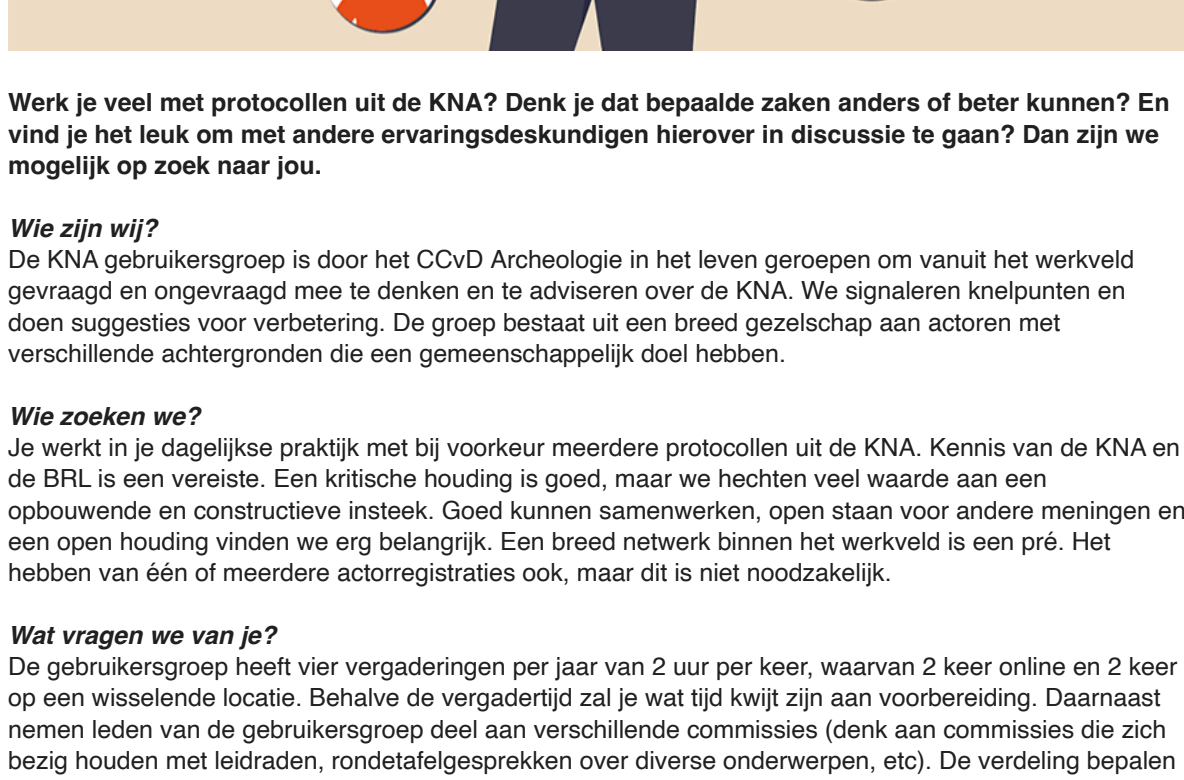 Werk je veel met protocollen uit de KNA? Denk je dat bepaalde zaken anders of beter kunnen? En
vind je het leuk om met andere ervaringsdeskundigen hierover in discussie te gaan? Dan zijn we
mogelijk op zoek naar jou.
Wie zijn wij?
De KNA gebruikersgroep is door het CCvD Archeologie in het leven geroepen om vanuit het werkveld
gevraagd en ongevraagd mee te denken en te adviseren over de KNA. We signaleren knelpunten en
doen suggesties voor verbetering. De groep bestaat uit een breed gezelschap aan actoren met
verschillende achtergronden die een gemeenschappelijk doel hebben.
Wie zoeken we?
Je werkt in je dagelijkse praktijk met bij voorkeur meerdere protocollen uit de KNA. Kennis van de KNA en
de BRL is een vereiste. Een kritische houding is goed, maar we hechten veel waarde aan een
opbouwende en constructieve insteek. Goed kunnen samenwerken, open staan voor andere meningen en
een open houding vinden we erg belangrijk. Een breed netwerk binnen het werkveld is een pré. Het
hebben van één of meerdere actorregistraties ook, maar dit is niet noodzakelijk.
Wat vragen we van je?
De gebruikersgroep heeft vier vergaderingen per jaar van 2 uur per keer, waarvan 2 keer online en 2 keer
op een wisselende locatie. Behalve de vergadertijd zal je wat tijd kwijt zijn aan voorbereiding. Daarnaast
nemen leden van de gebruikersgroep deel aan verschillende commissies (denk aan commissies die zich
bezig houden met leidraden, rondetafelgesprekken over diverse onderwerpen, etc). De verdeling bepalen